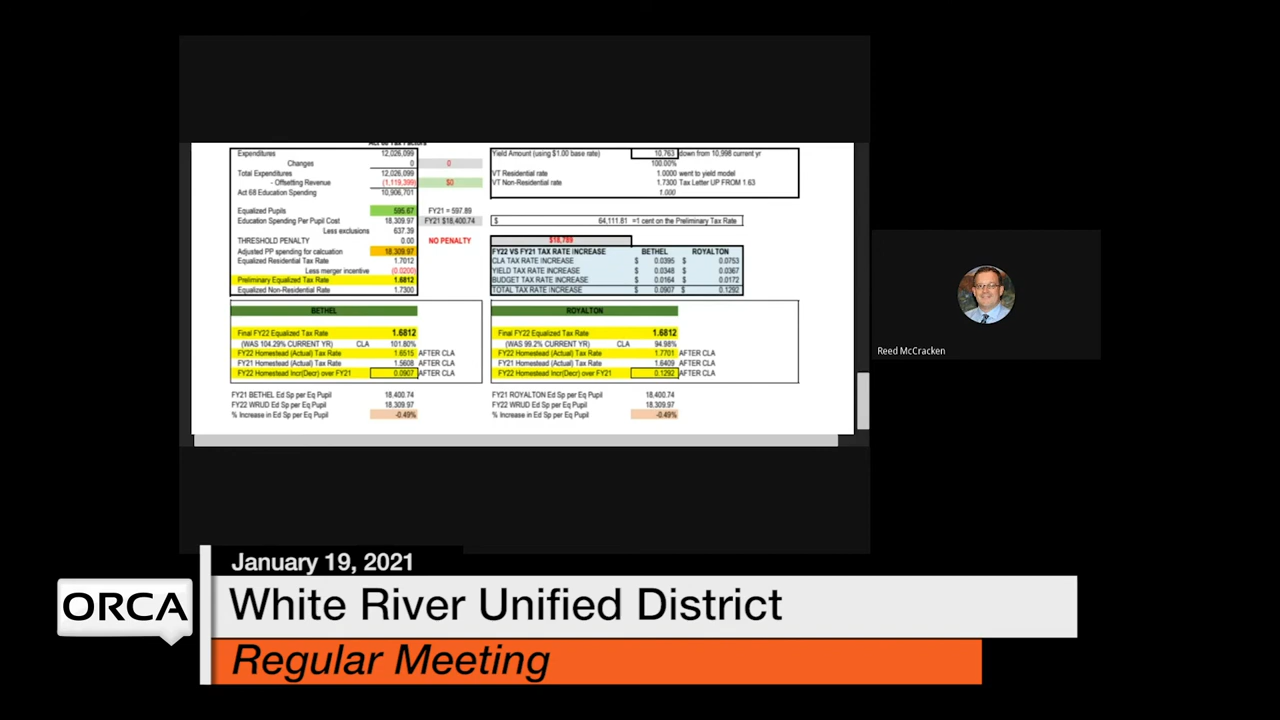 Act 68 Tax Factors
Expenditures 12,026,099
Changes 0 0
Total Expenditures 12,026,099
- Offsetting Revenue (1,119,399) $0
Act 68 Education Spending 10,906,701
Equalized Pupils 595.67 FY21 = 597.89
Education Spending Per Pupil Cost 18,309.97 FY21 $18,400.74
Less exclusions 637.39
THRESHOLD PENALTY 0.00 NO PENALTY
Adjusted PP spending for calcuation 18,309.97
Equalized Residential Tax Rate 1.7012
Less merger incentive (0.0200)
Preliminary Equalized Tax Rate 1.6812
Equalized Non-Residential Rate 1.7300
Yield Amount (using $1.00 base rate) 10,763 down from 10,998 current yr
100.00%
VT Residential rate 1.0000 went to yield model
VT Non-Residential rate 1.7300 Tax Letter UP FROM 1.63
1.000
$ 64,111.81 =1 cent on the Preliminary Tax Rate
$18,789
FY22 VS FY21 TAX RATE INCREASE BETHEL ROYALTON
CLA TAX RATE INCREASE $ 0.0395 $ 0.0753
YIELD TAX RATE INCREASE $ 0.0348 $ 0.0367
BUDGET TAX RATE INCREASE $ 0.0164 $ 0.0172
TOTAL TAX RATE INCREASE $ 0.0907 $ 0.1292
BETHEL
Final FY22 Equalized Tax Rate 1.6812
(WAS 104.29% CURRENT YR) CLA 101.80%
FY22 Homestead (Actual) Tax Rate 1.6515 AFTER CLA
FY21 Homestead (Actual) Tax Rate 1.5608 AFTER CLA
FY22 Homestead Incr(Decr) over FY21 0.0907 AFTER CLA
FY21 BETHEL Ed Sp per Eq Pupil 18,400.74
FY22 WRUD Ed Sp per Eq Pupil 18,309.97
% Increase in Ed Sp per Eq Pupil -0.49%
ROYALTON
Final FY22 Equalized Tax Rate 1.6812
(WAS 99.2% CURRENT YR) CLA 94.98%
FY22 Homestead (Actual) Tax Rate 1.7701 AFTER CLA
FY21 Homestead (Actual) Tax Rate 1.6409 AFTER CLA
FY22 Homestead Incr(Decr) over FY21 0.1292 AFTER CLA
FY21 ROYALTON Ed Sp per Eq Pupil 18,400.74
FY22 WRUD Ed Sp per Eq Pupil 18,309.97
% Increase in Ed Sp per Eq Pupil -0.49%
Reed McCracken
January 19, 2021
ORCA
White River Unified District
Regular Meeting